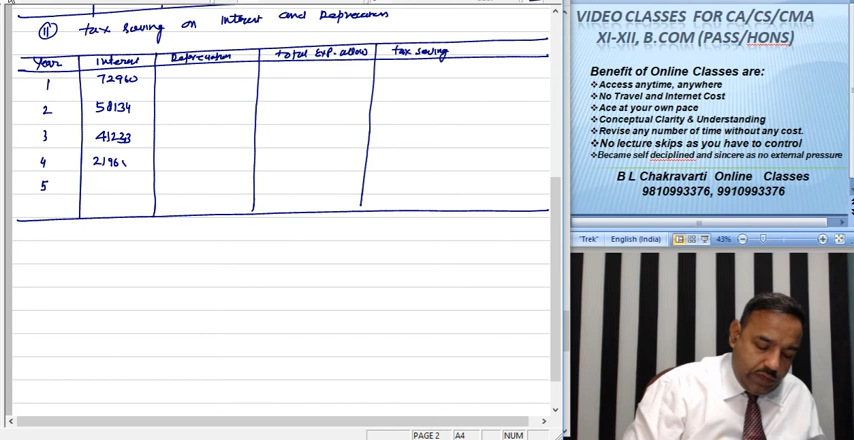 (11) tax saving on Interest and Depreciation
Year Interest Depreciation total Exp. allow tax saving
1 72960
2 58134
3 41233
4 2196
5
VIDEO CLASSES FOR CA/CS/CMA
XI-XII, B.COM (PASS/HONS)
Benefit of Online Classes are:
❖Access anytime, anywhere
❖No Travel and Internet Cost
❖Ace at your own pace
❖Conceptual Clarity & Understanding
❖Revise any number of time without any cost.
❖No lecture skips as you have to control
❖Became self deciplined and sincere as no external pressure
B L Chakravarti Online Classes
9810993376, 9910993376
"Trek" English (India) 43%
PAGE 2 A4 NUM